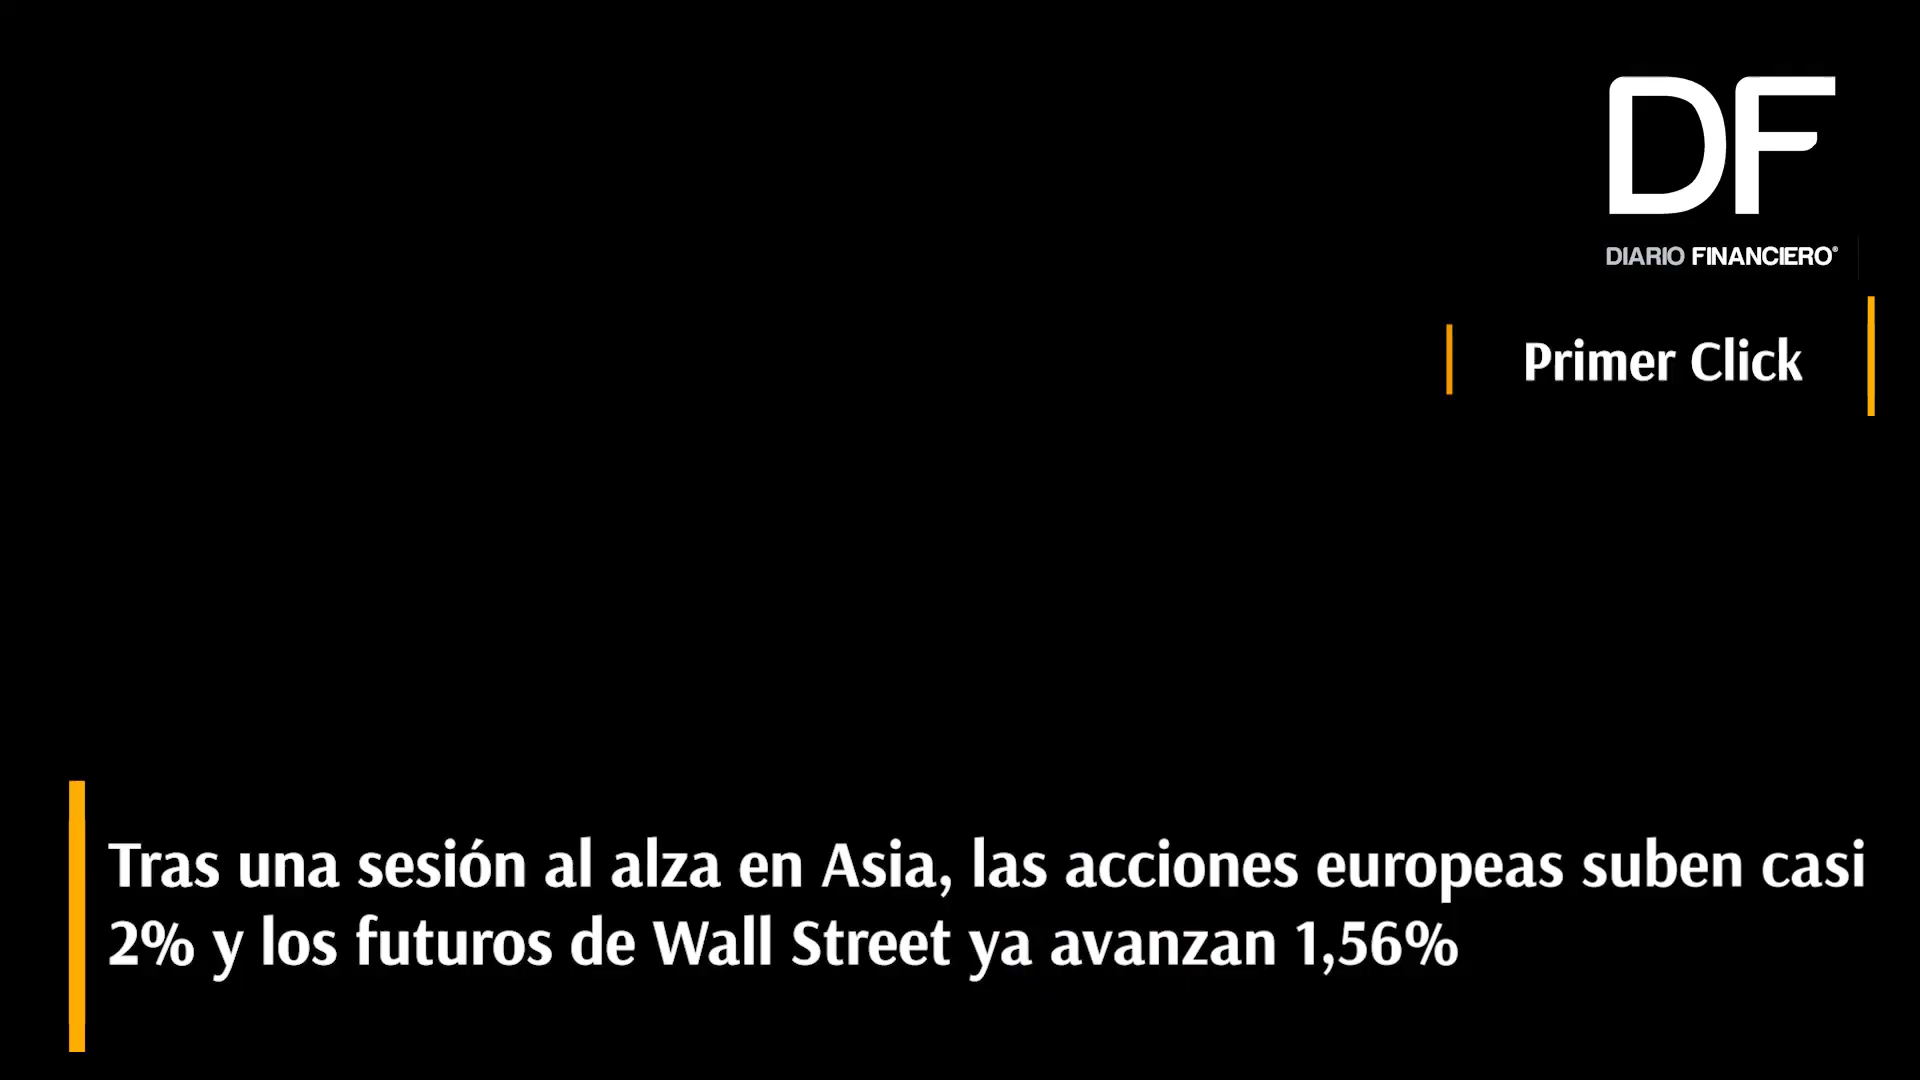 DF
DIARIO FINANCIERO®
Primer Click
Tras una sesión al alza en Asia, las acciones europeas suben casi
2% y los futuros de Wall Street ya avanzan 1,56%